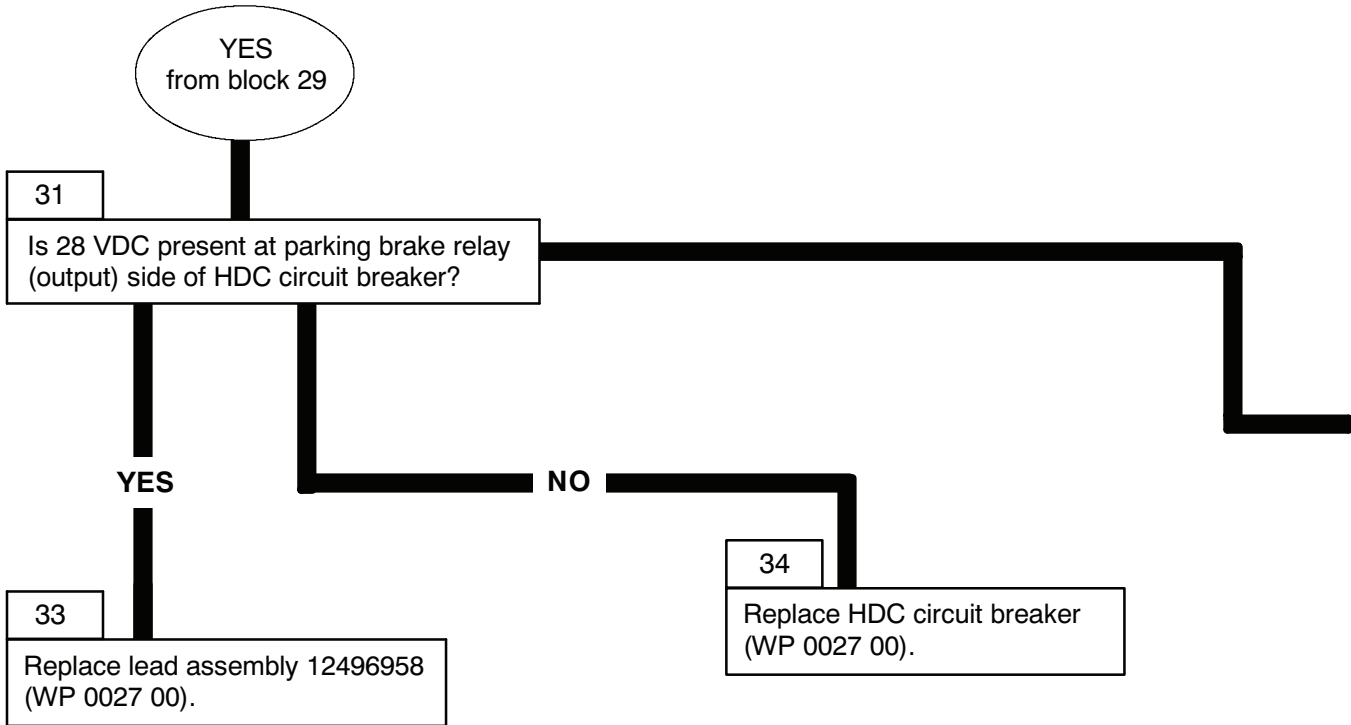 YES
from block 29
31
Is 28 VDC present at parking brake relay
(output) side of HDC circuit breaker?
YES
NO
34
Replace HDC circuit breaker
(WP 0027 00).
33
Replace lead assembly 12496958
(WP 0027 00).